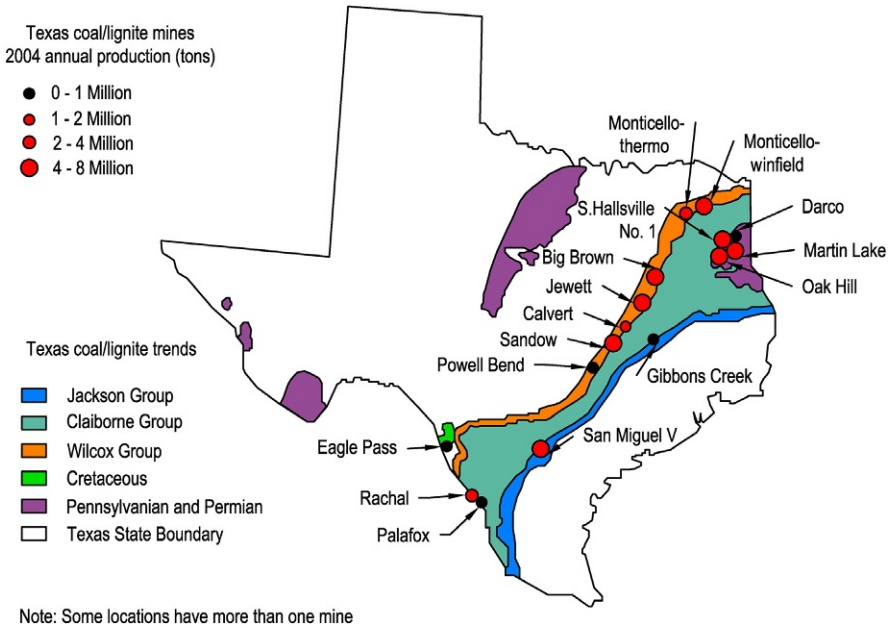 Texas coal/lignite mines
2004 annual production (tons)
0 - 1 Million
1 - 2 Million
2 - 4 Million
4 - 8 Million
Monticello-
thermo
Monticello-
winfield
S.Hallsville
No. 1
Darco
Martin Lake
Oak Hill
Big Brown
Jewett
Calvert
Sandow
Powell Bend
Gibbons Creek
San Miguel V
Eagle Pass
Rachal
Palafox
Texas coal/lignite trends
Jackson Group
Claiborne Group
Wilcox Group
Cretaceous
Pennsylvanian and Permian
Texas State Boundary
Note: Some locations have more than one mine